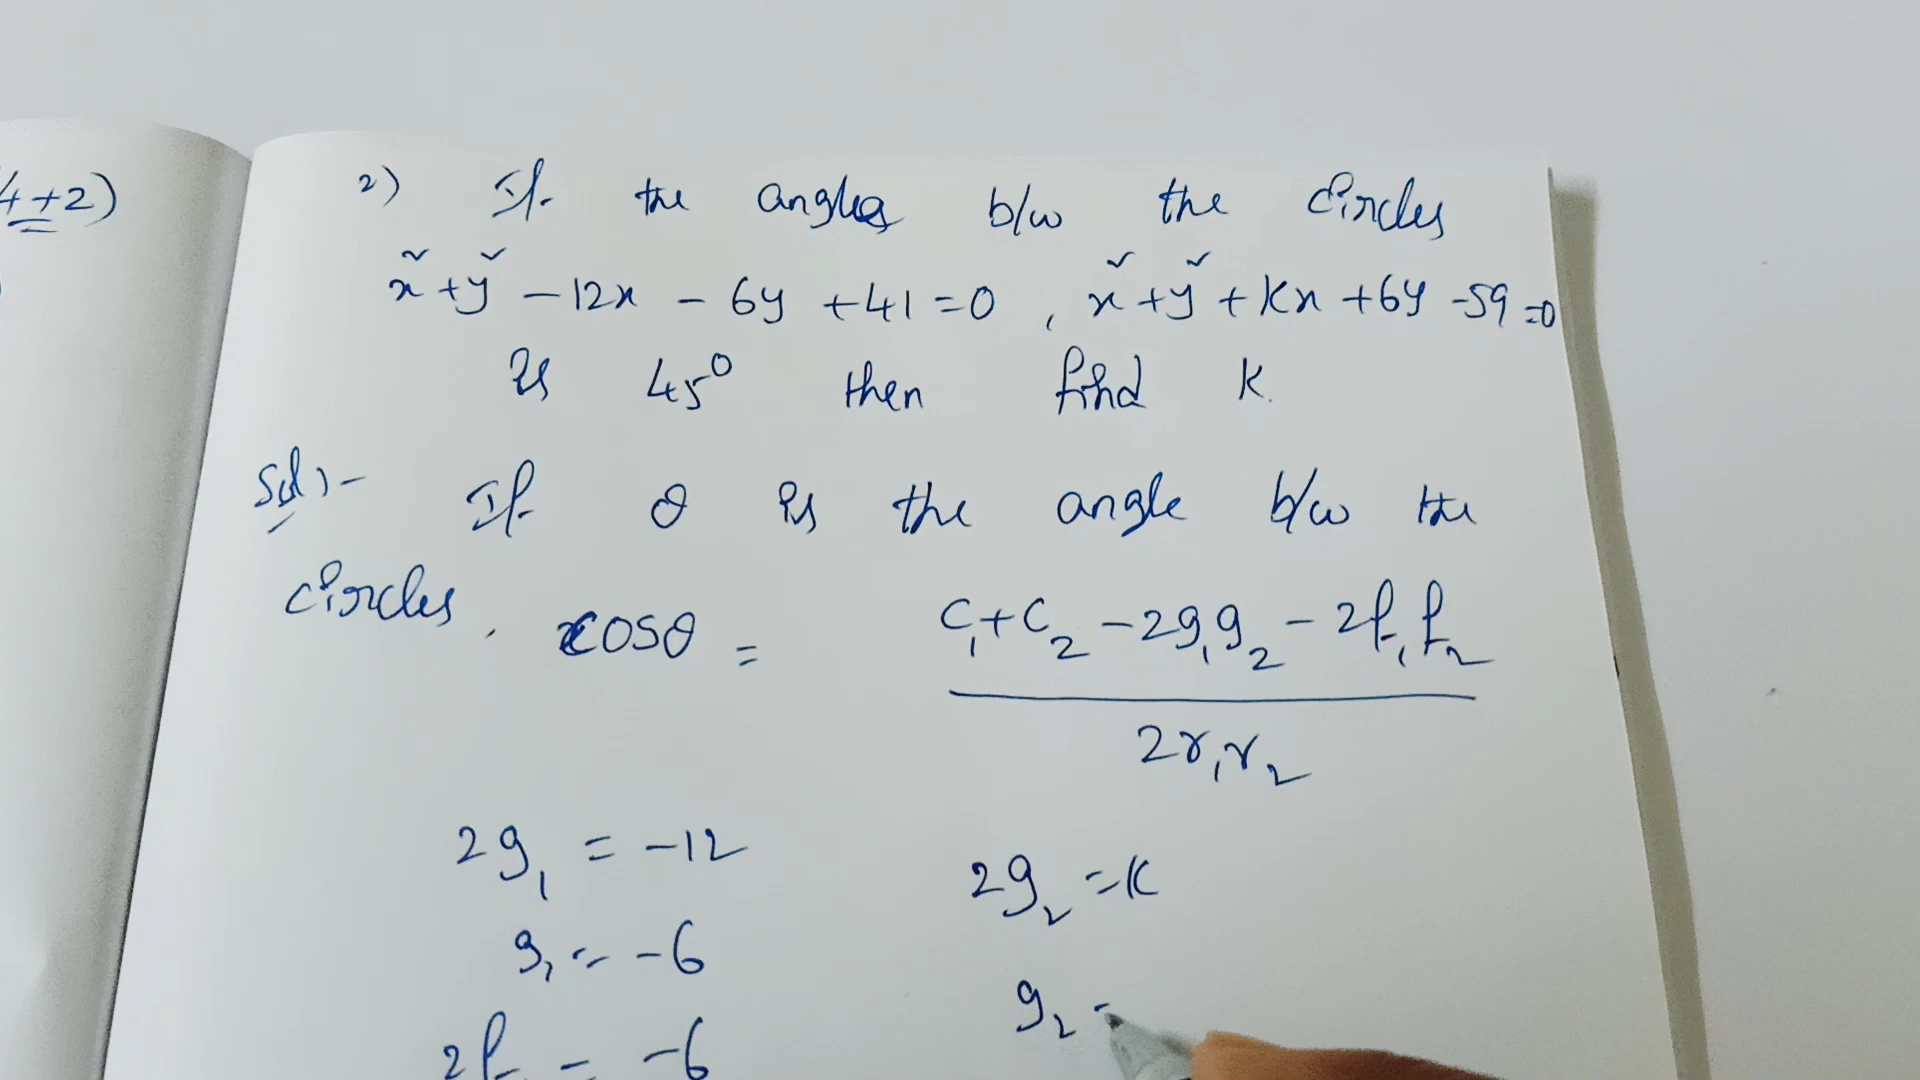 4+2)
2) If the angles b/w the circles
x²+y²-12x-6y+41=0, x²+y²+kx+6y-59=0
is 45° then find k.
Sol:- If θ is the angle b/w the
circles, cosθ = C₁+C₂-2g₁g₂-2f₁f₂
2r₁r₂
2g₁ = -12 2g₂ = k
g₁ = -6 g₂ =
2f₁ = -6